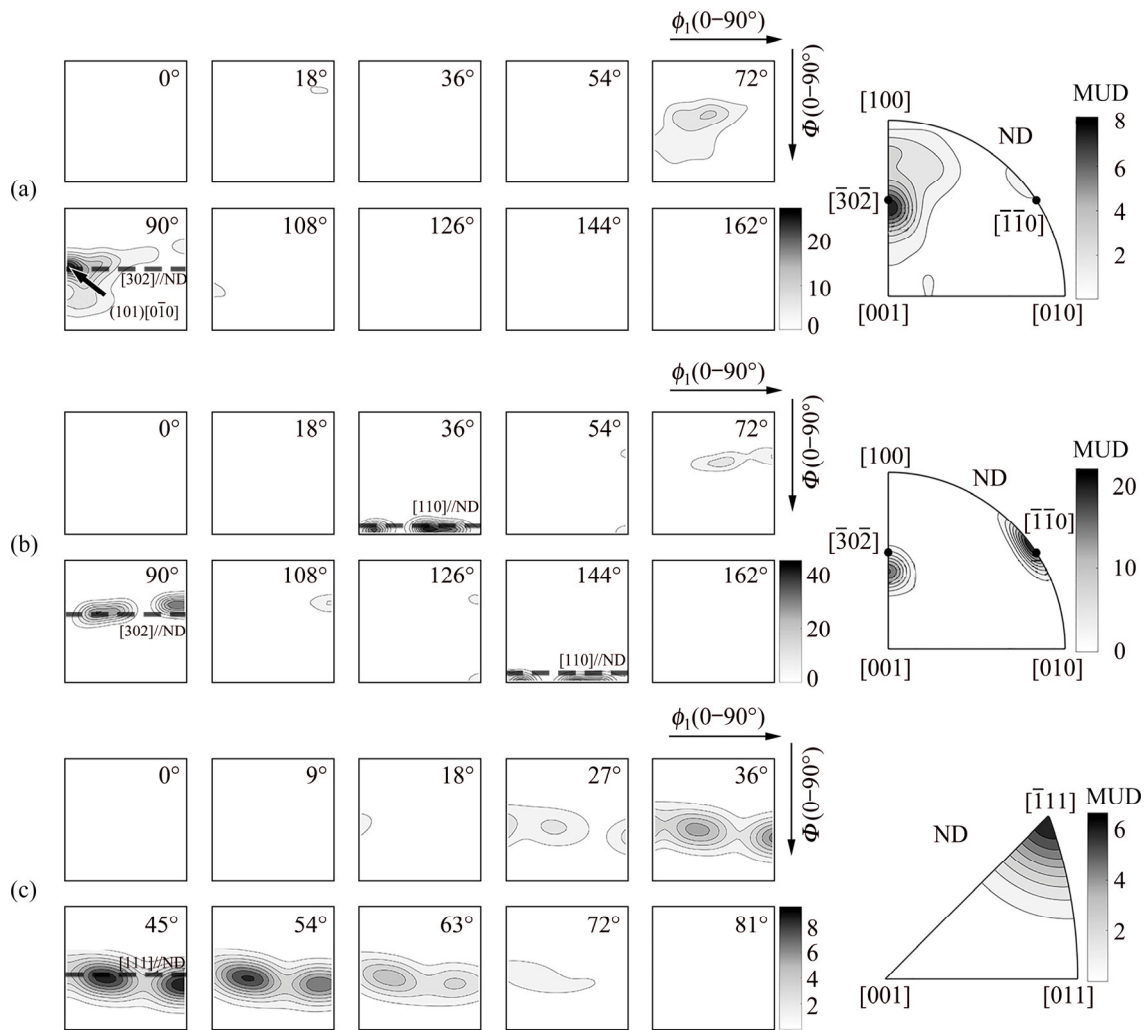 ϕ₁(0−90°)
0° 18° 36° 54° 72°
Φ(0−90°)
[100] ND MUD
8
6
4
2
[3̅02̅] [1̅1̅0]
[001] [010]
(a)
90° 108° 126° 144° 162°
[302]//ND
(101)[01̅0]
20
10
0
ϕ₁(0−90°)
0° 18° 36° 54° 72°
Φ(0−90°)
[110]//ND
[100] ND MUD
20
10
0
[3̅02̅] [1̅1̅0]
[001] [010]
(b)
90° 108° 126° 144° 162°
[302]//ND
[110]//ND
40
20
0
ϕ₁(0−90°)
0° 9° 18° 27° 36°
Φ(0−90°)
[1̅11] MUD
ND
6
4
2
[001] [011]
(c)
45° 54° 63° 72° 81°
[111]//ND
8
6
4
2